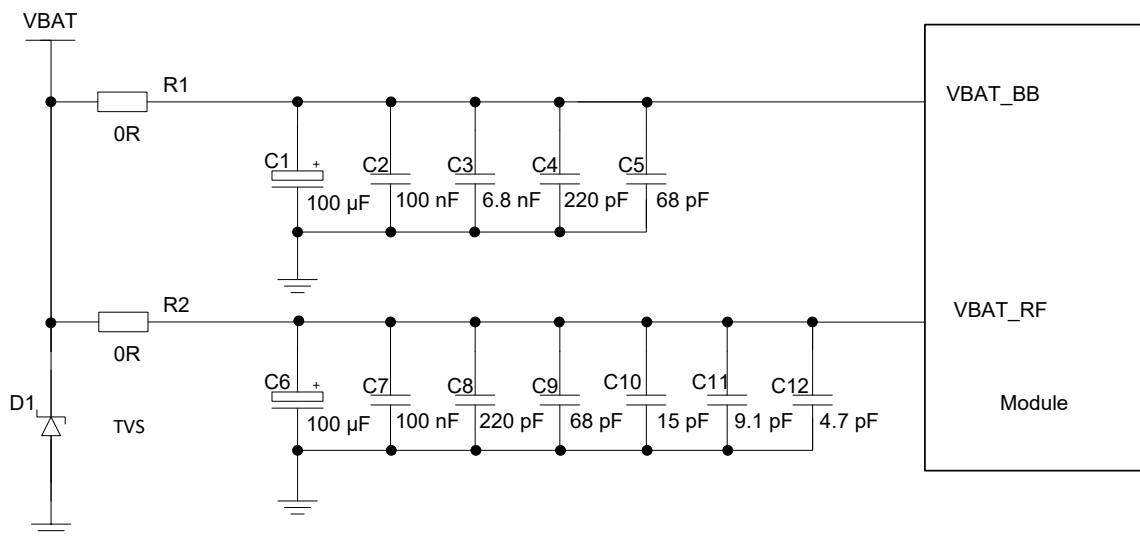 VBAT
R1
0R
VBAT_BB
C1
+
100 µF
C2
100 nF
C3
6.8 nF
C4
220 pF
C5
68 pF
R2
0R
VBAT_RF
C6
+
100 µF
C7
100 nF
C8
220 pF
C9
68 pF
C10
15 pF
C11
9.1 pF
C12
4.7 pF
Module
D1
TVS